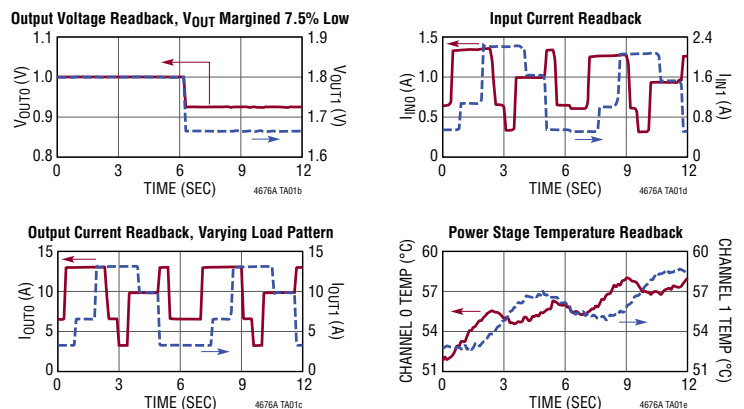 Output Voltage Readback, VOUT Margined 7.5% Low
1.1
1.0
0.9
0.8
VOUT0 (V)
1.9
1.8
1.7
1.6
VOUT1 (V)
0 3 6 9 12
TIME (SEC)
4676A TA01b
Input Current Readback
1.5
1.0
0.5
0
IIN0 (A)
2.4
1.6
0.8
0
IIN1 (A)
0 3 6 9 12
TIME (SEC)
4676A TA01d
Output Current Readback, Varying Load Pattern
15
10
5
0
IOUT0 (A)
15
10
5
0
IOUT1 (A)
0 3 6 9 12
TIME (SEC)
4676A TA01c
Power Stage Temperature Readback
60
57
54
51
CHANNEL 0 TEMP (°C)
60
57
54
51
CHANNEL 1 TEMP (°C)
0 3 6 9 12
TIME (SEC)
4676A TA01e